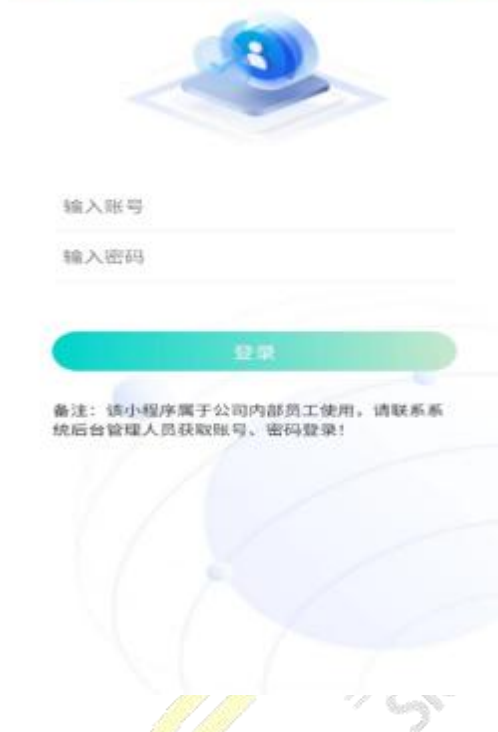 输入账号
输入密码
登录
备注：该小程序属于公司内部员工使用，请联系系
统后台管理人员获取账号、密码登录！